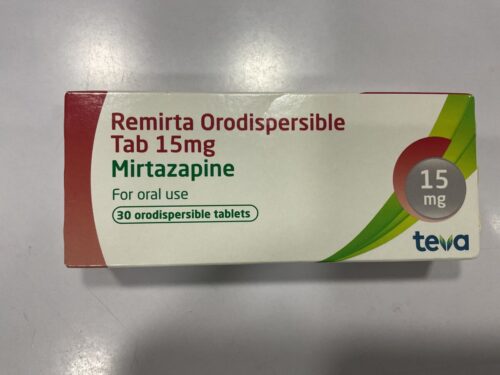 Remirta Orodispersible
Tab 15mg
Mirtazapine
For oral use
30 orodispersible tablets
15
mg
teva